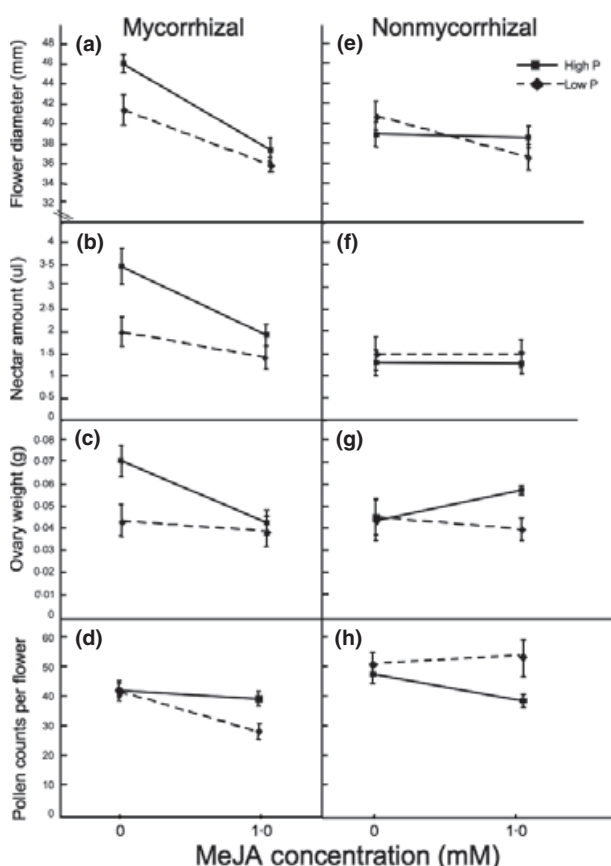 Mycorrhizal
Nonmycorrhizal
(a)
(e)
High P
Low P
Flower diameter (mm)
48
46
44
42
40
38
36
34
32
(b)
(f)
Nectar amount (ul)
4
3·5
3
2·5
2
1·5
1
0·5
0
(c)
(g)
Ovary weight (g)
0·08
0·07
0·06
0·05
0·04
0·03
0·02
0·01
0
(d)
(h)
Pollen counts per flower
60
50
40
30
20
10
0
0
1·0
0
1·0
MeJA concentration (mM)